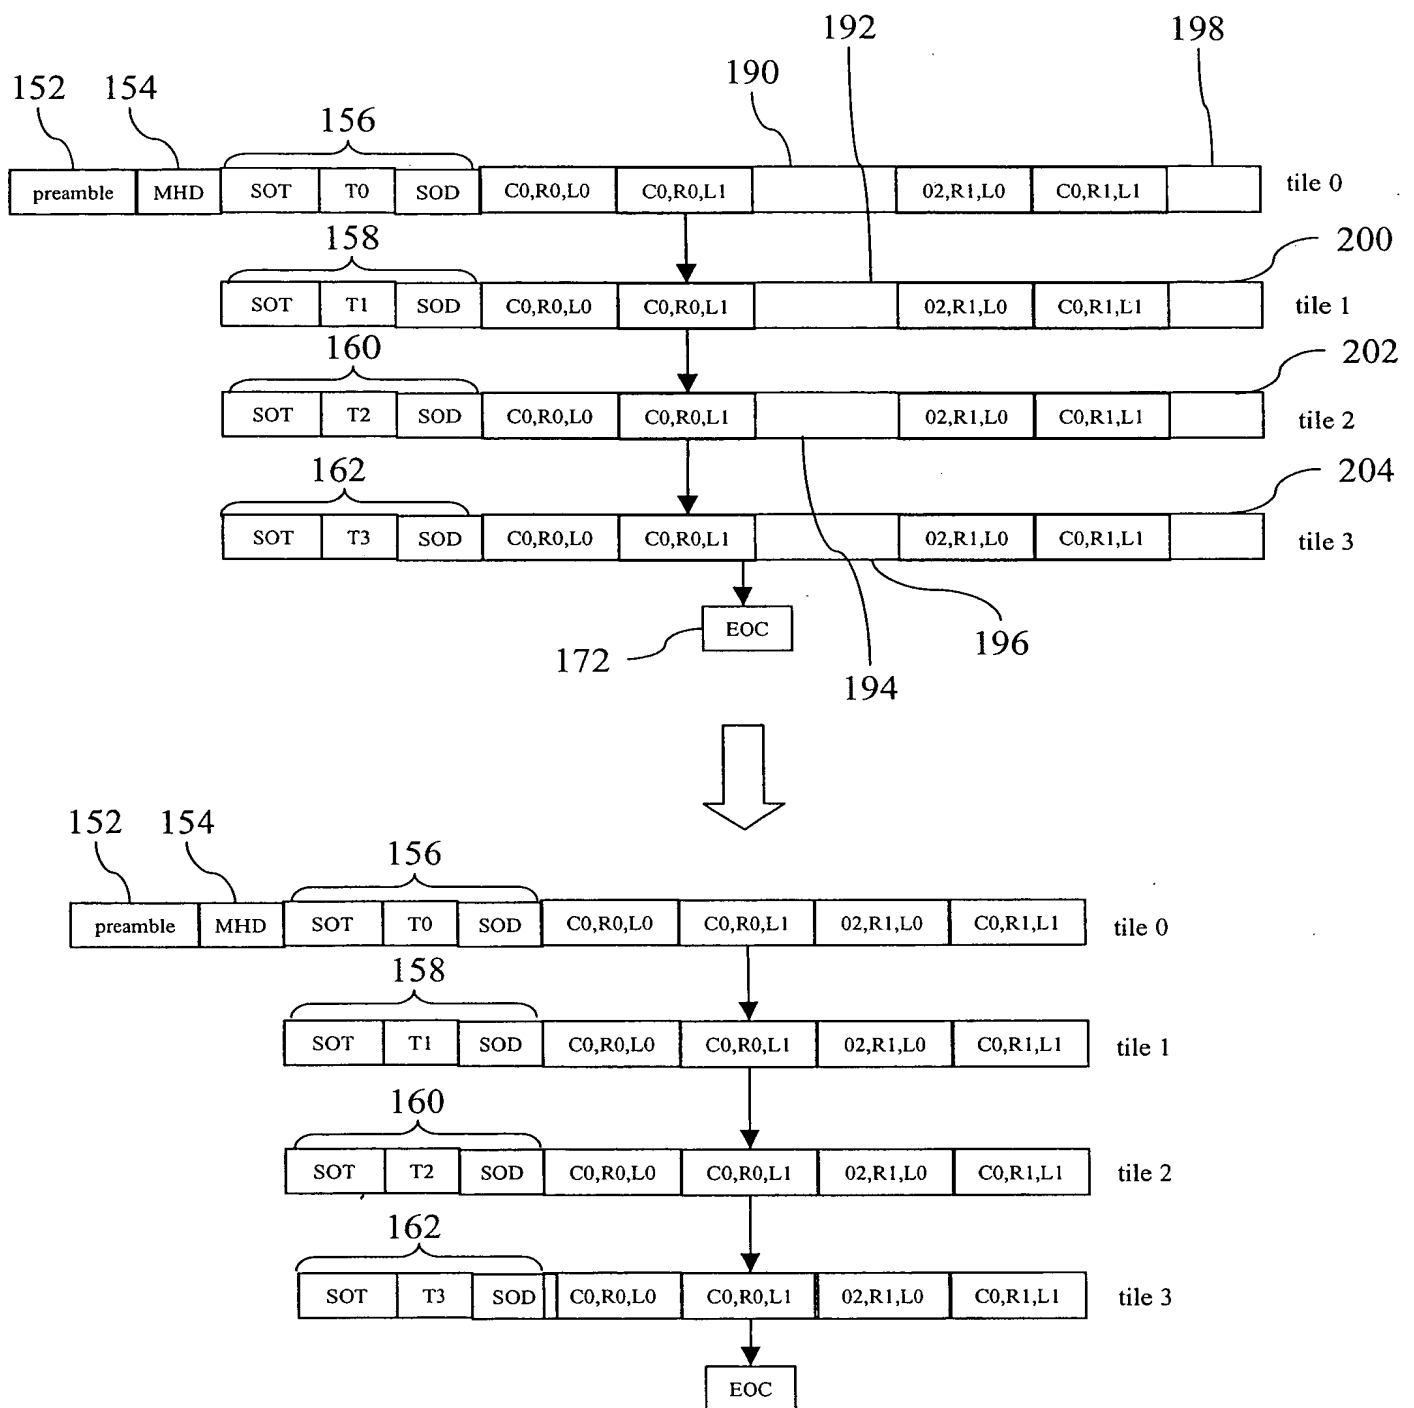 192 198
190
152 154
156
preamble MHD SOT T0 SOD C0,R0,L0 C0,R0,L1 02,R1,L0 C0,R1,L1 tile 0
158 200
SOT T1 SOD C0,R0,L0 C0,R0,L1 02,R1,L0 C0,R1,L1 tile 1
160 202
SOT T2 SOD C0,R0,L0 C0,R0,L1 02,R1,L0 C0,R1,L1 tile 2
162 204
SOT T3 SOD C0,R0,L0 C0,R0,L1 02,R1,L0 C0,R1,L1 tile 3
EOC
172 196
194
152 154
156
preamble MHD SOT T0 SOD C0,R0,L0 C0,R0,L1 02,R1,L0 C0,R1,L1 tile 0
158
SOT T1 SOD C0,R0,L0 C0,R0,L1 02,R1,L0 C0,R1,L1 tile 1
160
SOT T2 SOD C0,R0,L0 C0,R0,L1 02,R1,L0 C0,R1,L1 tile 2
162
SOT T3 SOD C0,R0,L0 C0,R0,L1 02,R1,L0 C0,R1,L1 tile 3
EOC